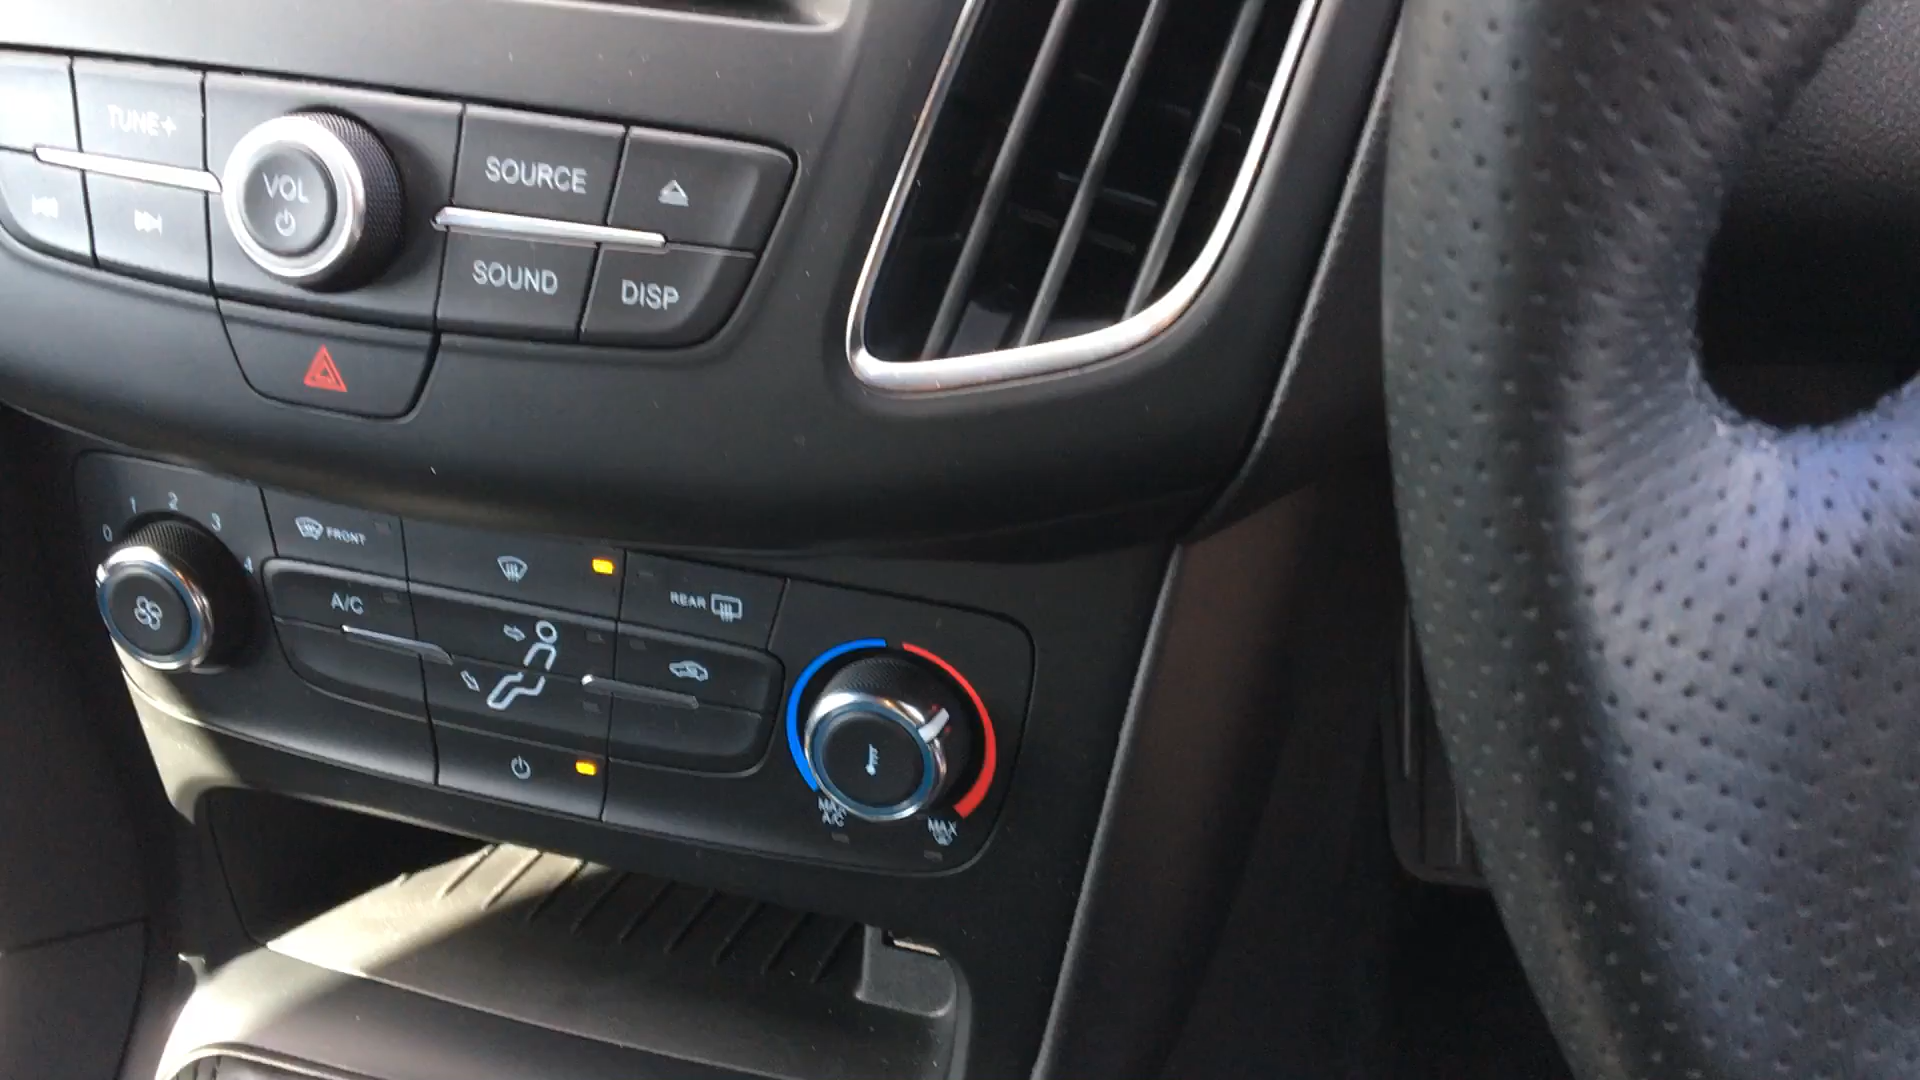 TUNE+
VOL
SOURCE
SOUND
DISP
0 1 2 3 4
FRONT
A/C
REAR
MAX
A/C
MAX